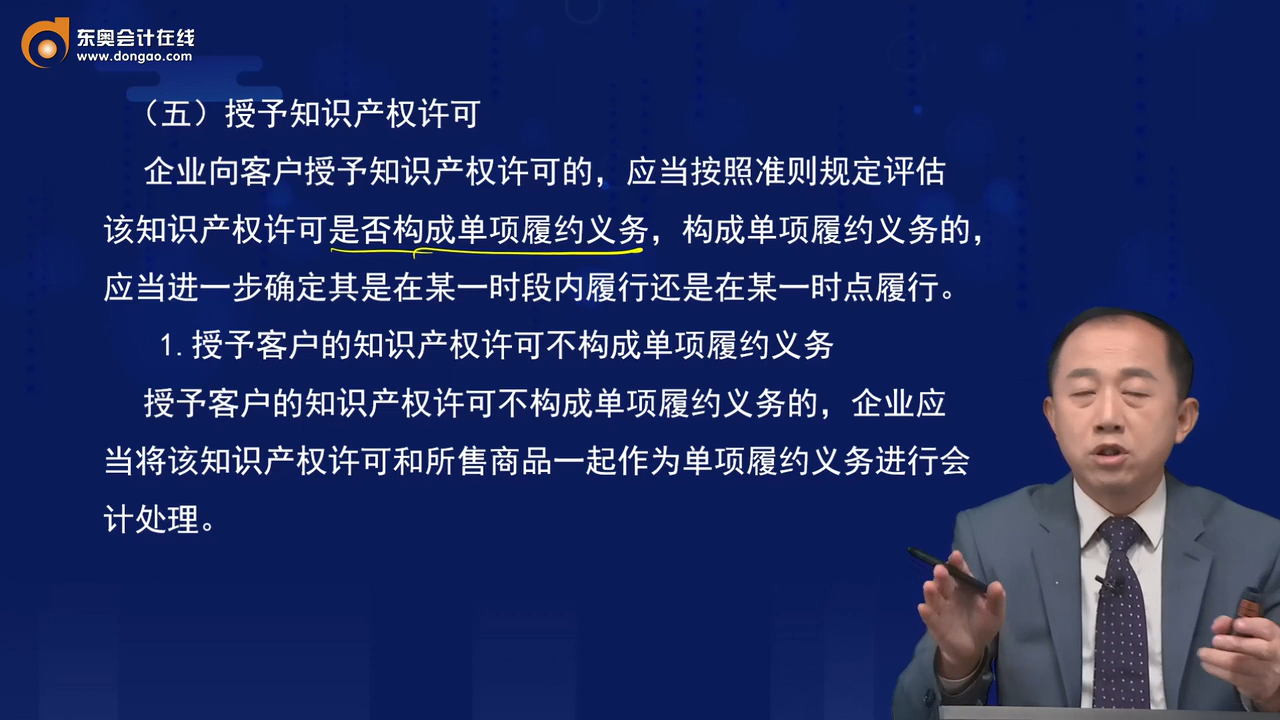 东奥会计在线
www.dongao.com
（五）授予知识产权许可
企业向客户授予知识产权许可的，应当按照准则规定评估
该知识产权许可是否构成单项履约义务，构成单项履约义务的，
应当进一步确定其是在某一时段内履行还是在某一时点履行。
1.授予客户的知识产权许可不构成单项履约义务
授予客户的知识产权许可不构成单项履约义务的，企业应
当将该知识产权许可和所售商品一起作为单项履约义务进行会
计处理。